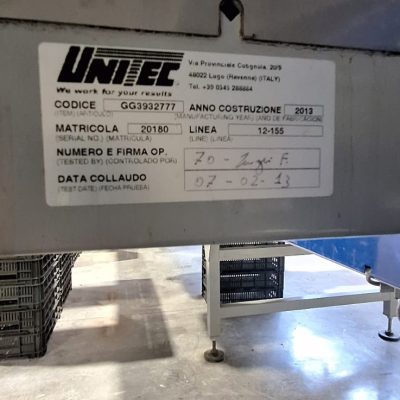 UNITEC
We work for your results
Via Provinciale Cotignola, 20/9
48022 Lugo (Ravenna) (ITALY)
Tel. +39 0545 288884
CODICE GG3932777 ANNO COSTRUZIONE 2013
(ITEM) (ARTICULO) (MANUFACTURING YEAR) (ANO DE FABRICACION)
MATRICOLA 20180 LINEA 12-155
(SERIAL NO.) (MATRICULA) (LINE) (LINEA)
NUMERO E FIRMA OP. 70 -
(TESTED BY) (CONTROLADO POR)
DATA COLLAUDO 07-02-13
(TEST DATE) (FECHA PRUEBA)